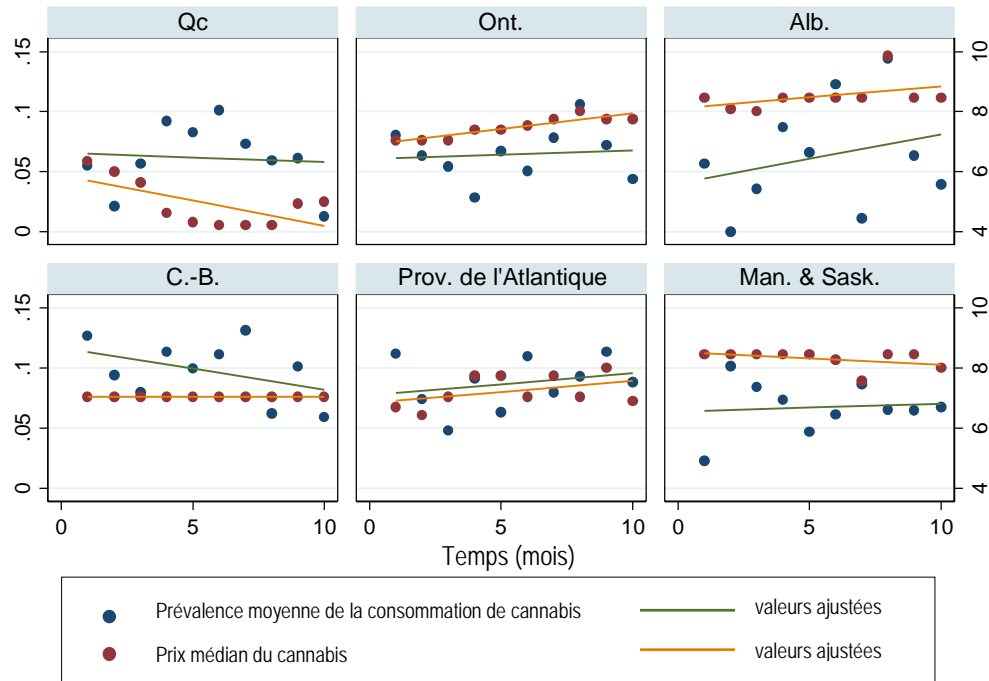 Qc Ont. Alb.
.15 10
.1 8
.05 6
0 4
C.-B. Prov. de l'Atlantique Man. & Sask.
.15 10
.1 8
.05 6
0 4
0 5 10 0 5 10 0 5 10
Temps (mois)
Prévalence moyenne de la consommation de cannabis valeurs ajustées
Prix médian du cannabis valeurs ajustées